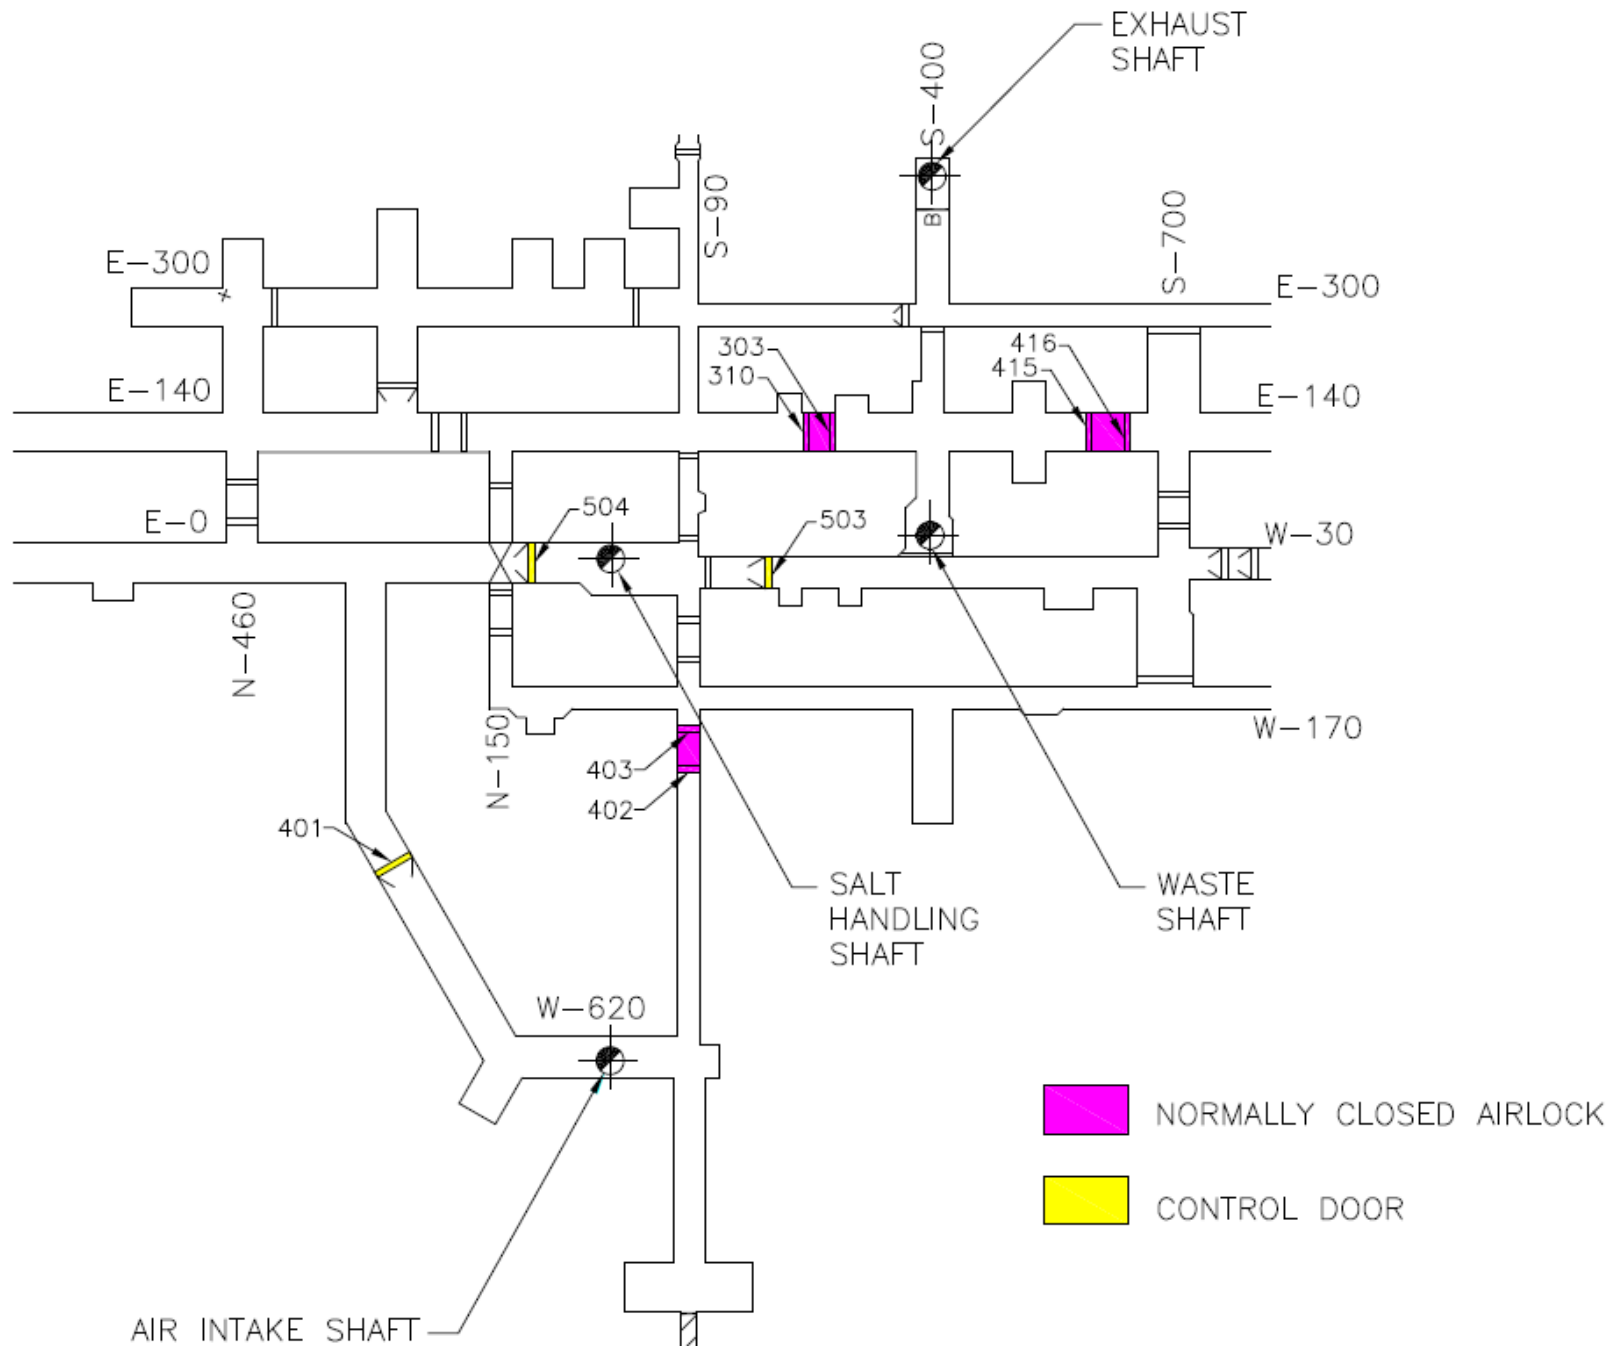 EXHAUST
SHAFT
S-400
S-90
B
S-700
E-300
E-300
303
416
310
415
E-140
E-140
504
503
E-0
W-30
N-460
N-150
W-170
403
402
401
SALT
HANDLING
SHAFT
WASTE
SHAFT
W-620
NORMALLY CLOSED AIRLOCK
CONTROL DOOR
AIR INTAKE SHAFT